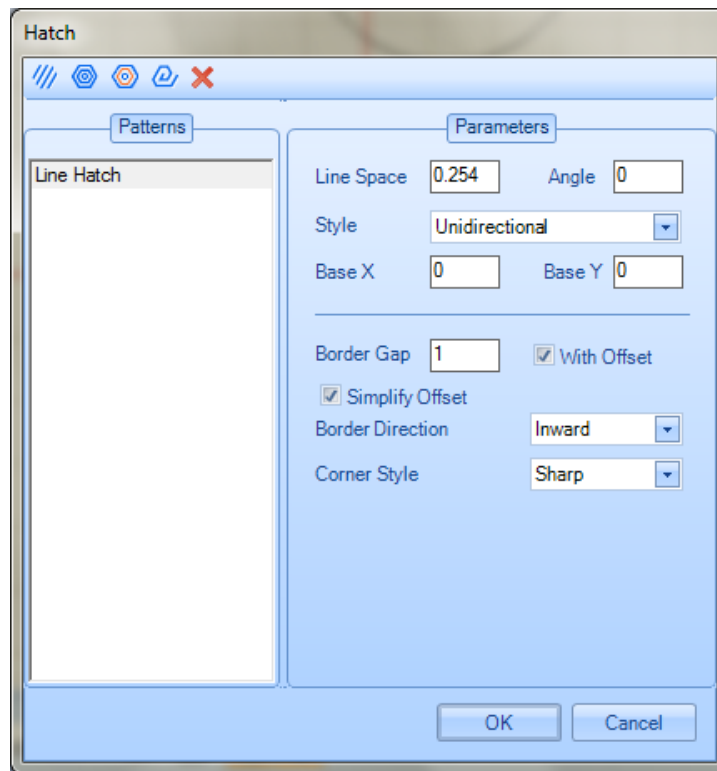 Hatch
Patterns
Line Hatch
Parameters
Line Space 0.254 Angle 0
Style Unidirectional
Base X 0 Base Y 0
Border Gap 1 With Offset
Simplify Offset
Border Direction Inward
Corner Style Sharp
OK Cancel